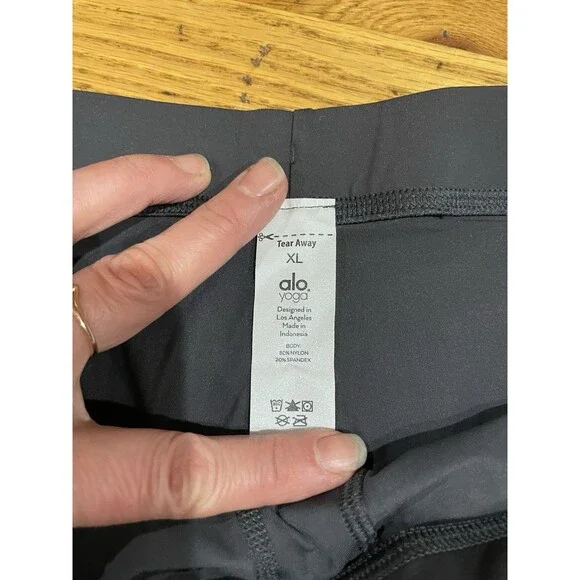 Tear Away
XL
alo
yoga
Designed in
Los Angeles
Made in
Indonesia
BODY:
80% NYLON
20% SPANDEX